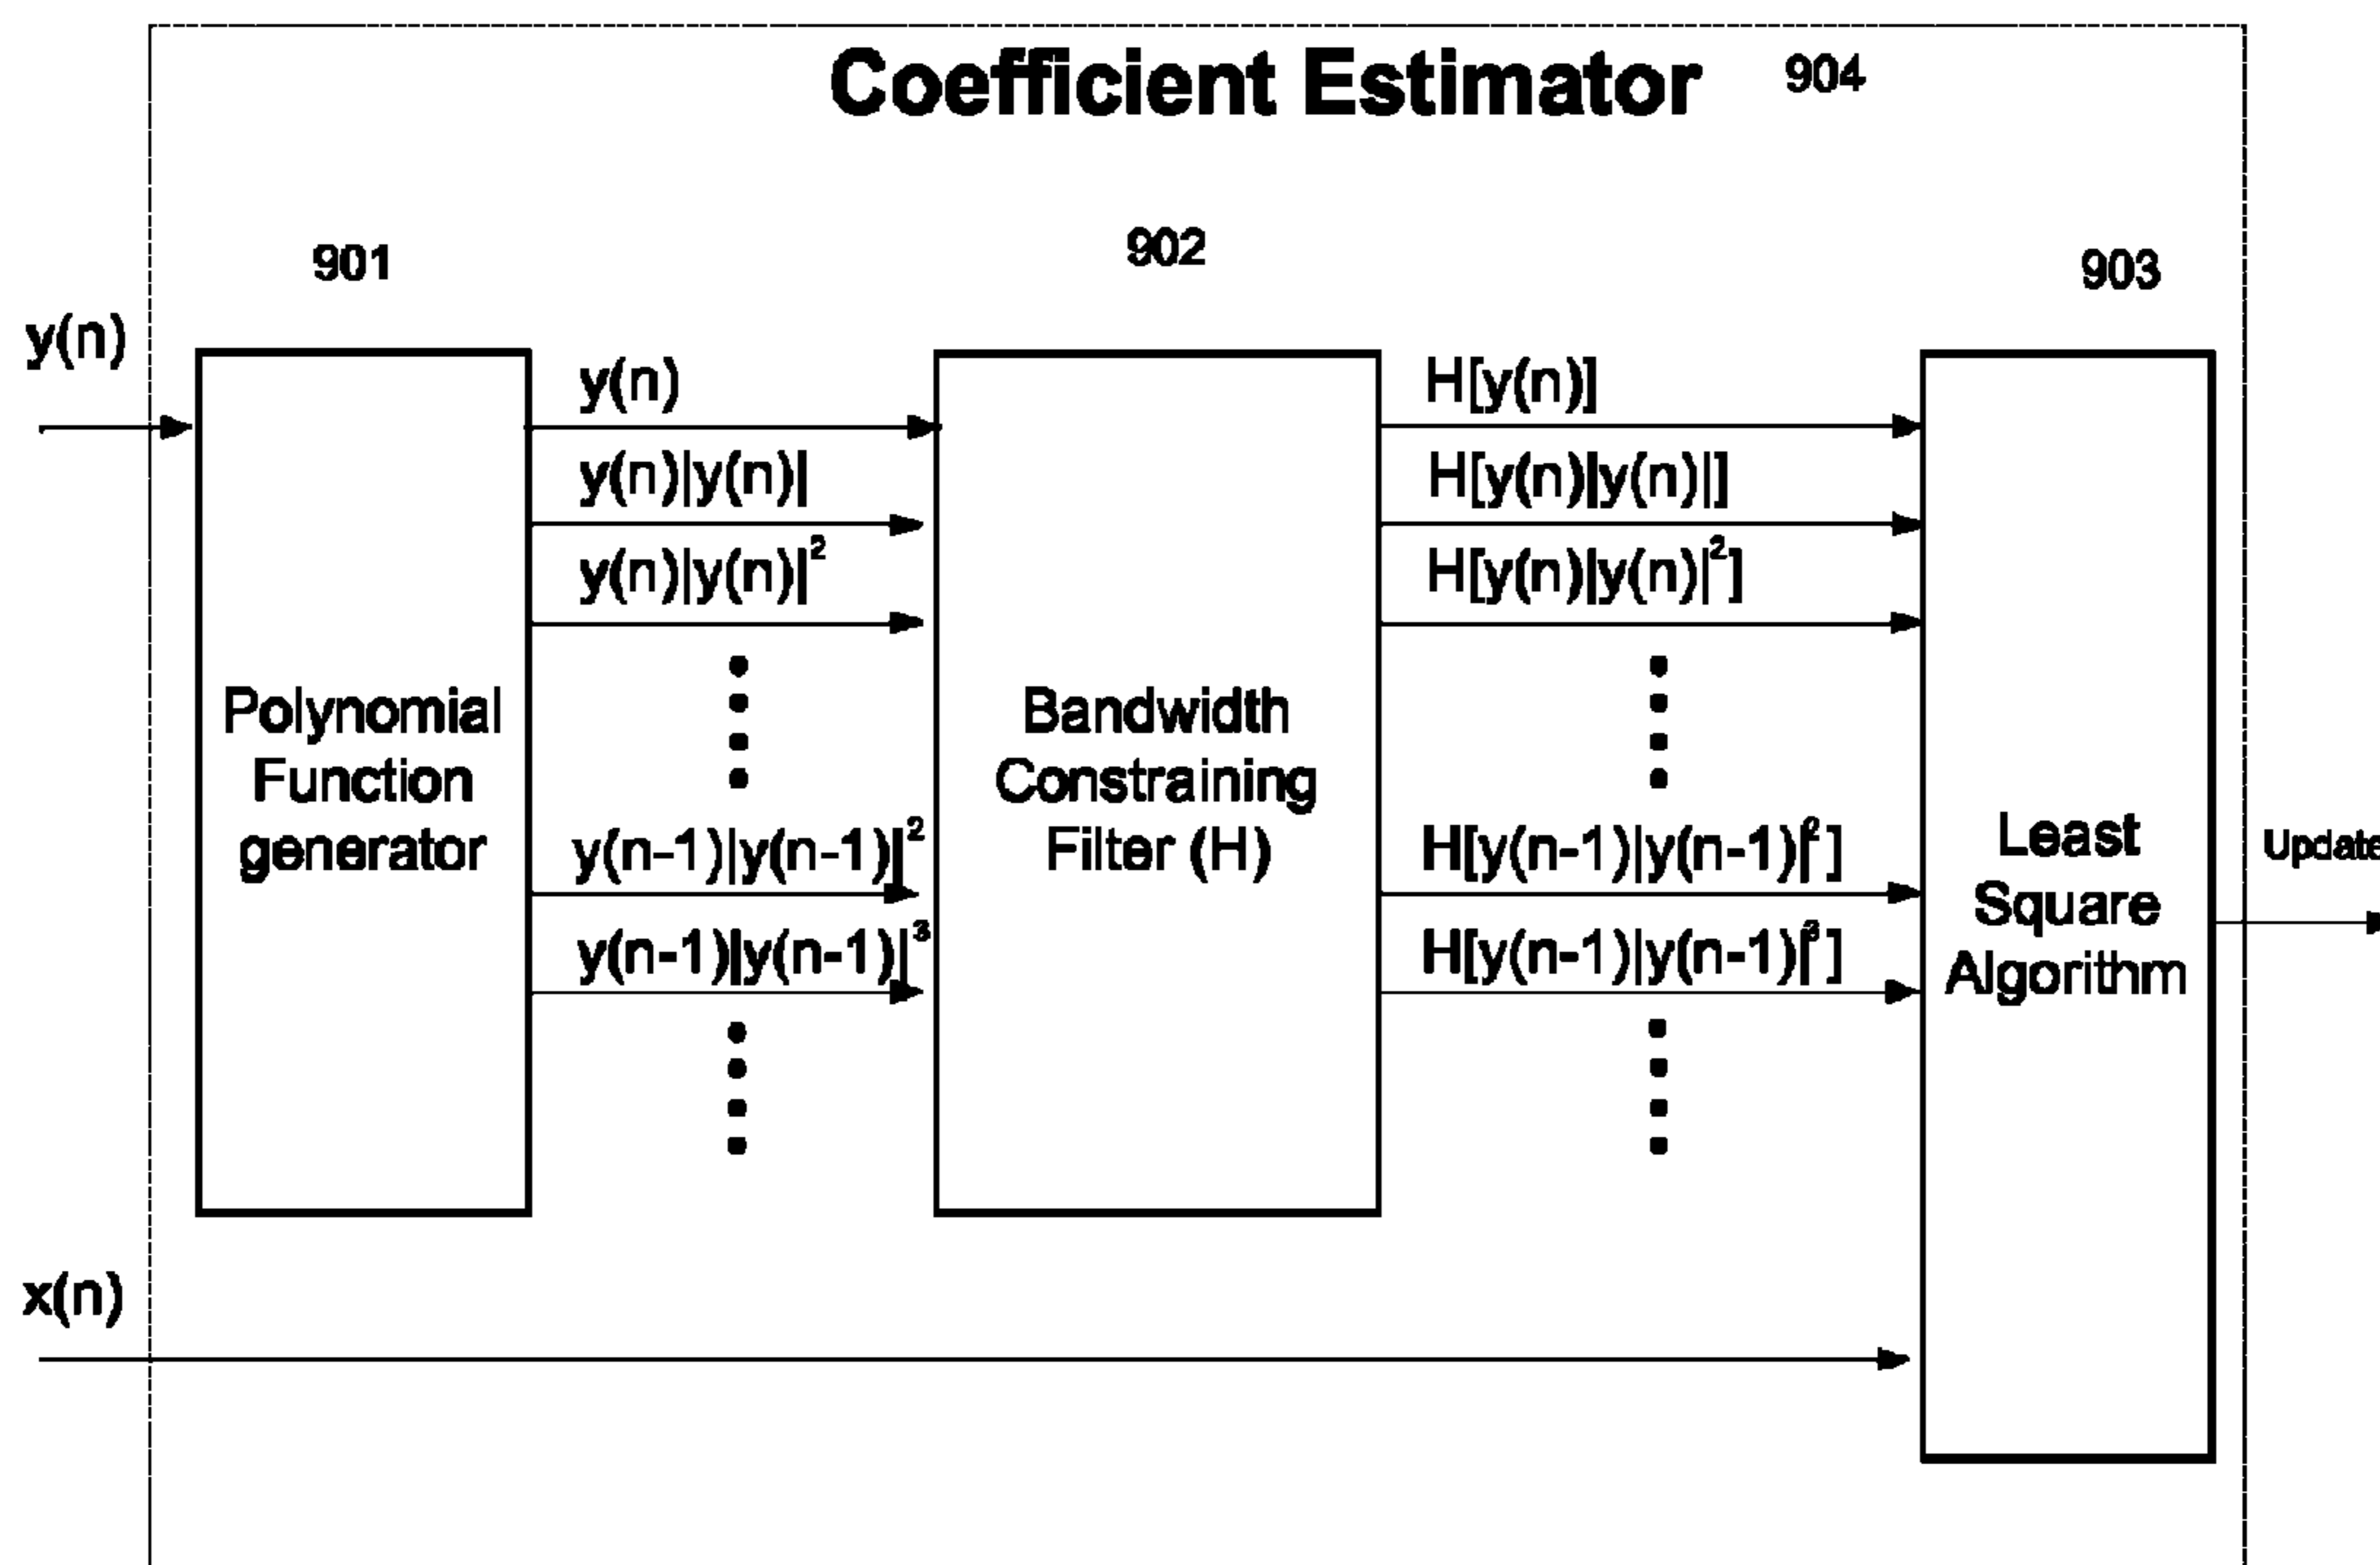 Coefficient Estimator 904
901
902
903
y(n)
y(n)
y(n)|y(n)|
y(n)|y(n)|²
H[y(n)]
H[y(n)|y(n)|]
H[y(n)|y(n)|²]
Polynomial
Function
generator
Bandwidth
Constraining
Filter (H)
y(n-1)|y(n-1)|²
y(n-1)|y(n-1)|³
H[y(n-1)|y(n-1)|²]
H[y(n-1)|y(n-1)|³]
Least
Square
Algorithm
Update
x(n)